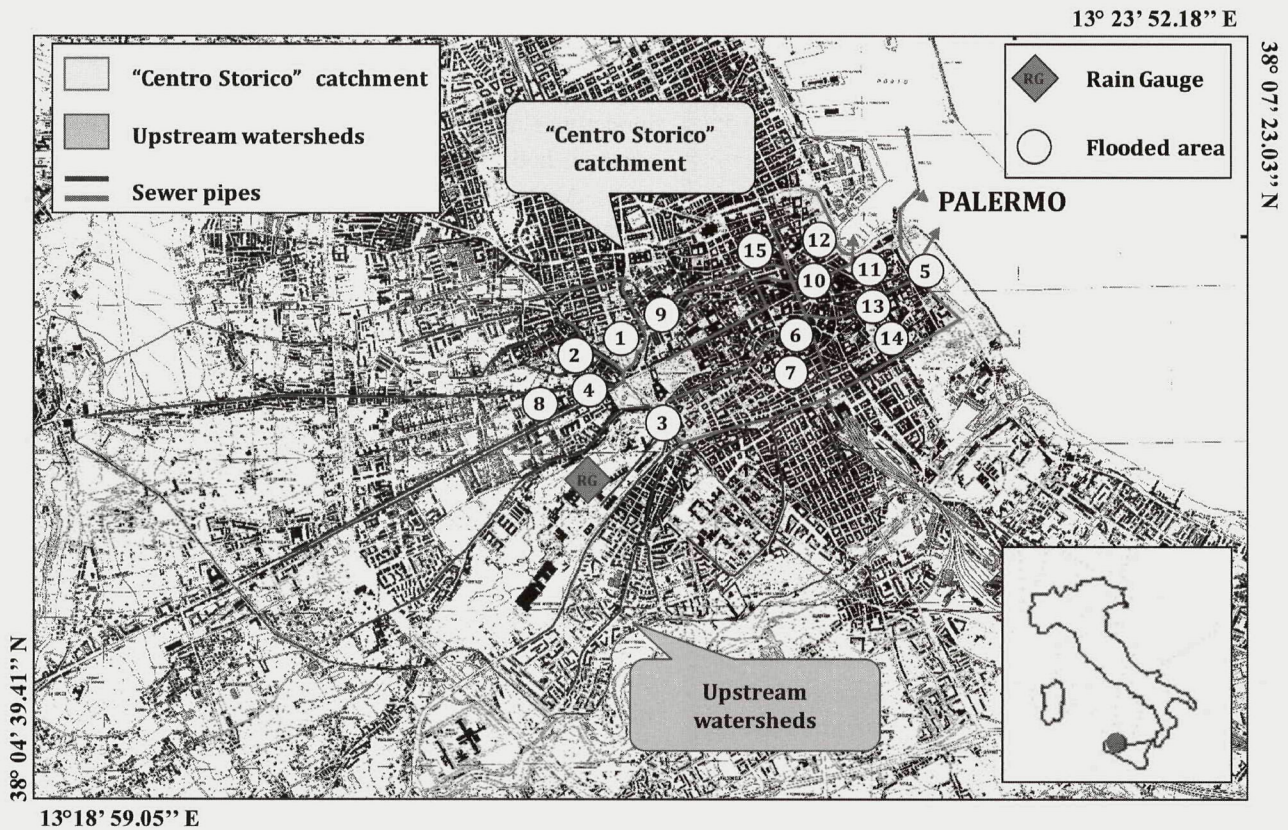 13° 23' 52.18'' E
38° 07' 23.03'' N
"Centro Storico" catchment
Upstream watersheds
Sewer pipes
RG Rain Gauge
Flooded area
PORTO
"Centro Storico"
catchment
PALERMO
15
12
11
5
10
13
9
1
6
14
2
7
4
8
3
RG
Upstream
watersheds
38° 04' 39.41'' N
13°18' 59.05'' E